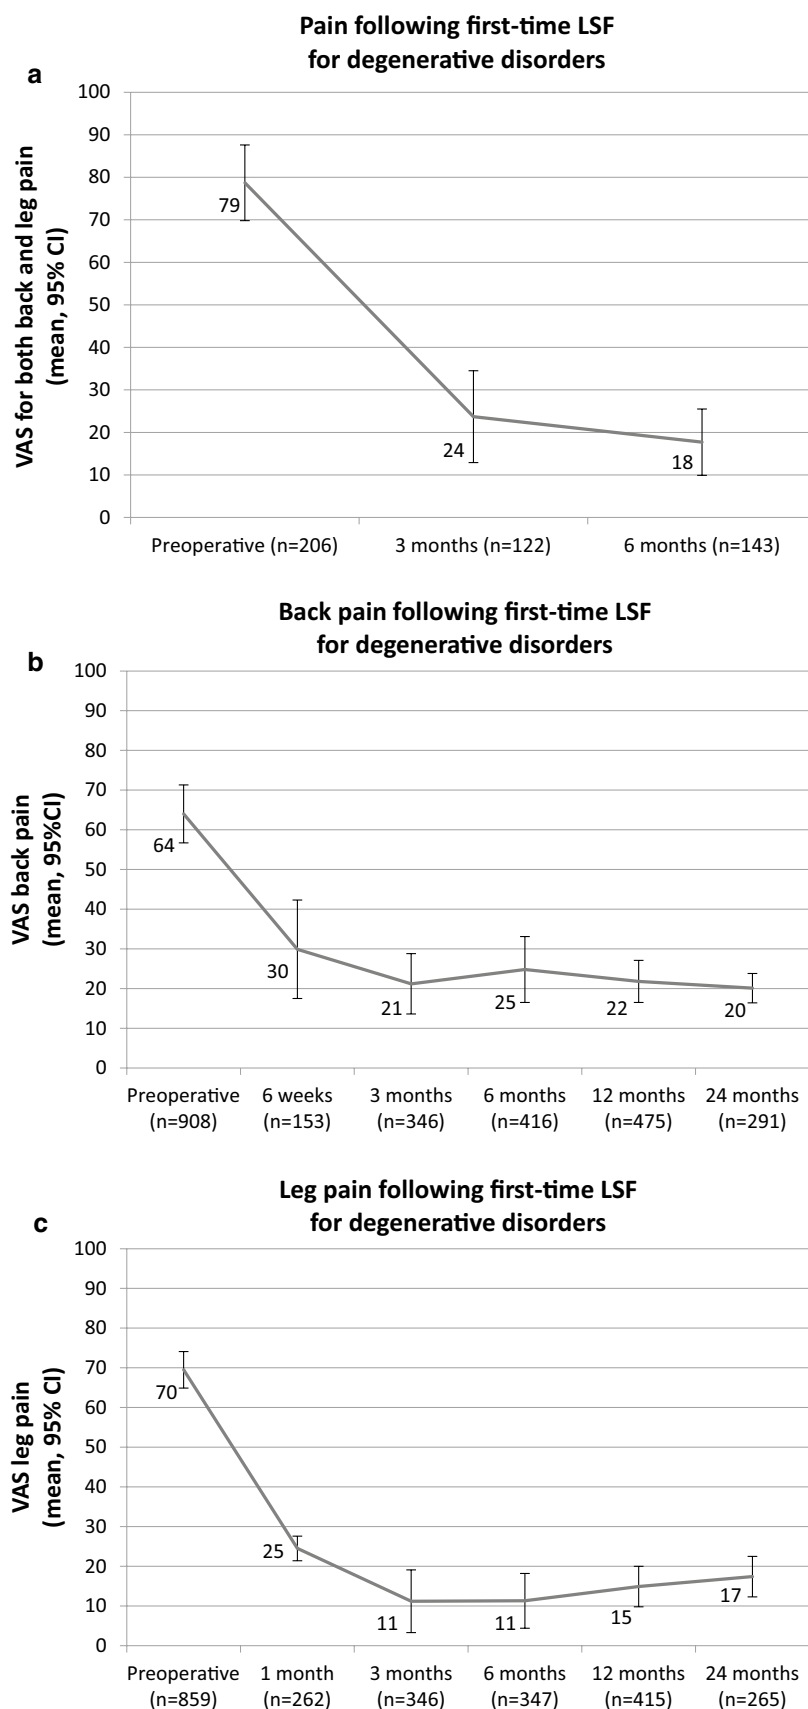 Pain following first-time LSF
for degenerative disorders
a
VAS for both back and leg pain
(mean, 95% CI)
100
90
80
70
60
50
40
30
20
10
0
79
24
18
Preoperative (n=206)
3 months (n=122)
6 months (n=143)
Back pain following first-time LSF
for degenerative disorders
b
VAS back pain
(mean, 95%CI)
100
90
80
70
60
50
40
30
20
10
0
64
30
21
25
22
20
Preoperative
(n=908)
6 weeks
(n=153)
3 months
(n=346)
6 months
(n=416)
12 months
(n=475)
24 months
(n=291)
Leg pain following first-time LSF
for degenerative disorders
c
VAS leg pain
(mean, 95% CI)
100
90
80
70
60
50
40
30
20
10
0
70
25
11
11
15
17
Preoperative
(n=859)
1 month
(n=262)
3 months
(n=346)
6 months
(n=347)
12 months
(n=415)
24 months
(n=265)